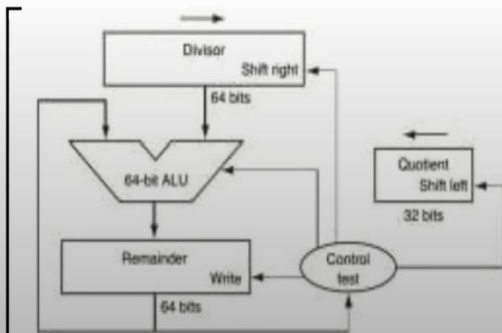 Divisor
Shift right
64 bits
64-bit ALU
Quotient
Shift left
32 bits
Remainder
Write
Control
test
64 bits